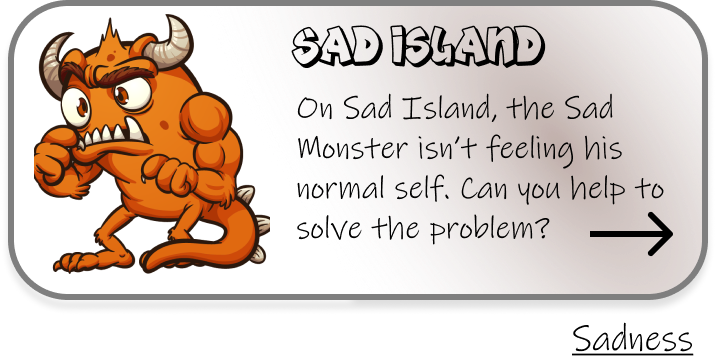 SAD ISLAND
On Sad Island, the Sad
Monster isn't feeling his
normal self. Can you help to
solve the problem?
Sadness